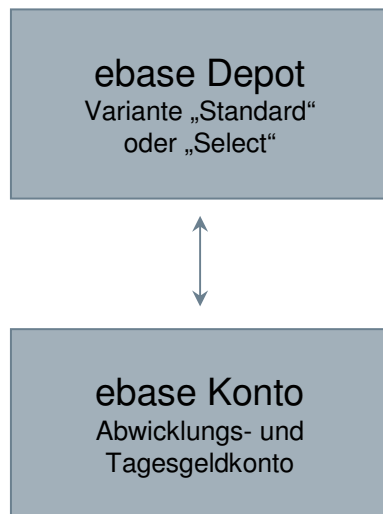 ebase Depot
Variante „Standard“
oder „Select“
ebase Konto
Abwicklungs- und
Tagesgeldkonto